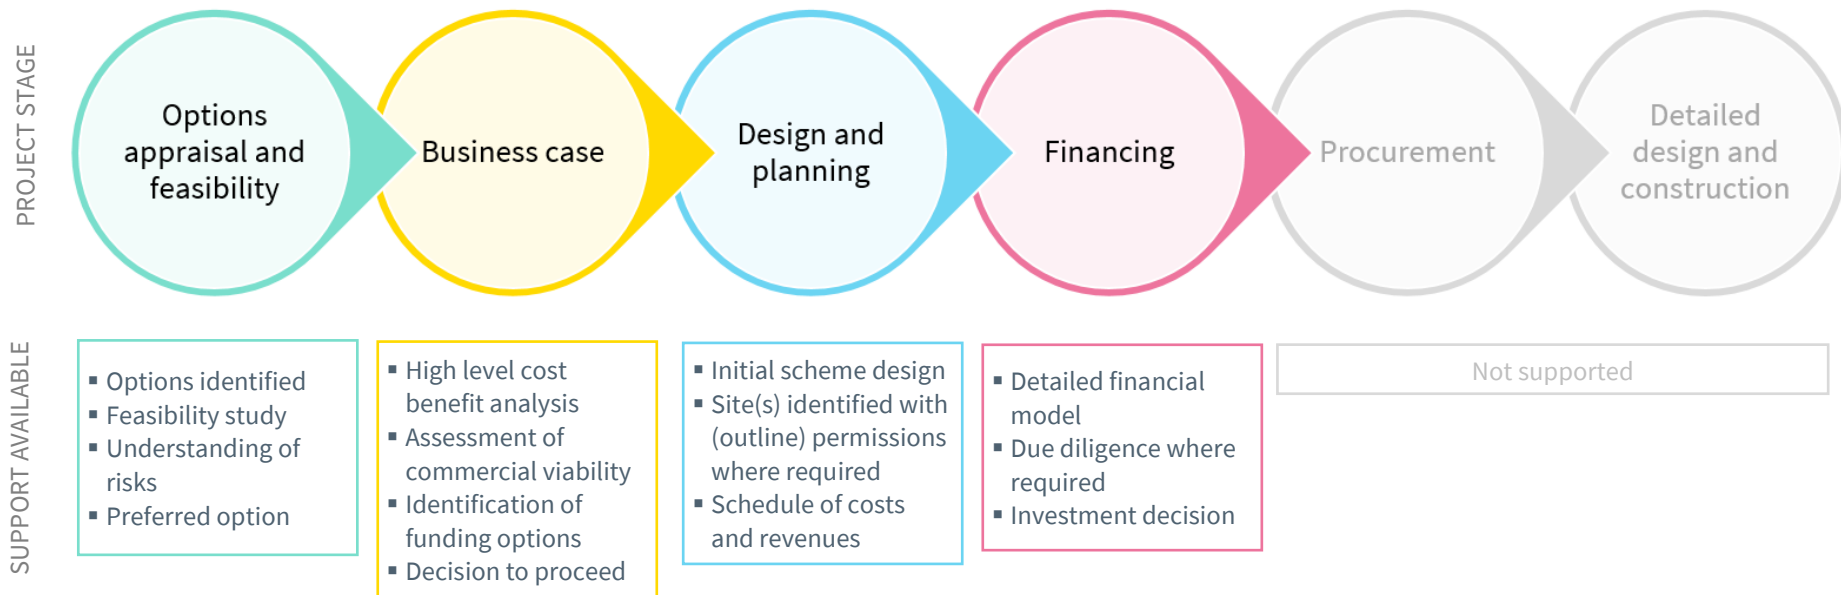 PROJECT STAGE
Options
appraisal and
feasibility
Business case
Design and
planning
Financing
Procurement
Detailed
design and
construction
SUPPORT AVAILABLE
▪ Options identified
▪ Feasibility study
▪ Understanding of
risks
▪ Preferred option
▪ High level cost
benefit analysis
▪ Assessment of
commercial viability
▪ Identification of
funding options
▪ Decision to proceed
▪ Initial scheme design
▪ Site(s) identified with
(outline) permissions
where required
▪ Schedule of costs
and revenues
▪ Detailed financial
model
▪ Due diligence where
required
▪ Investment decision
Not supported